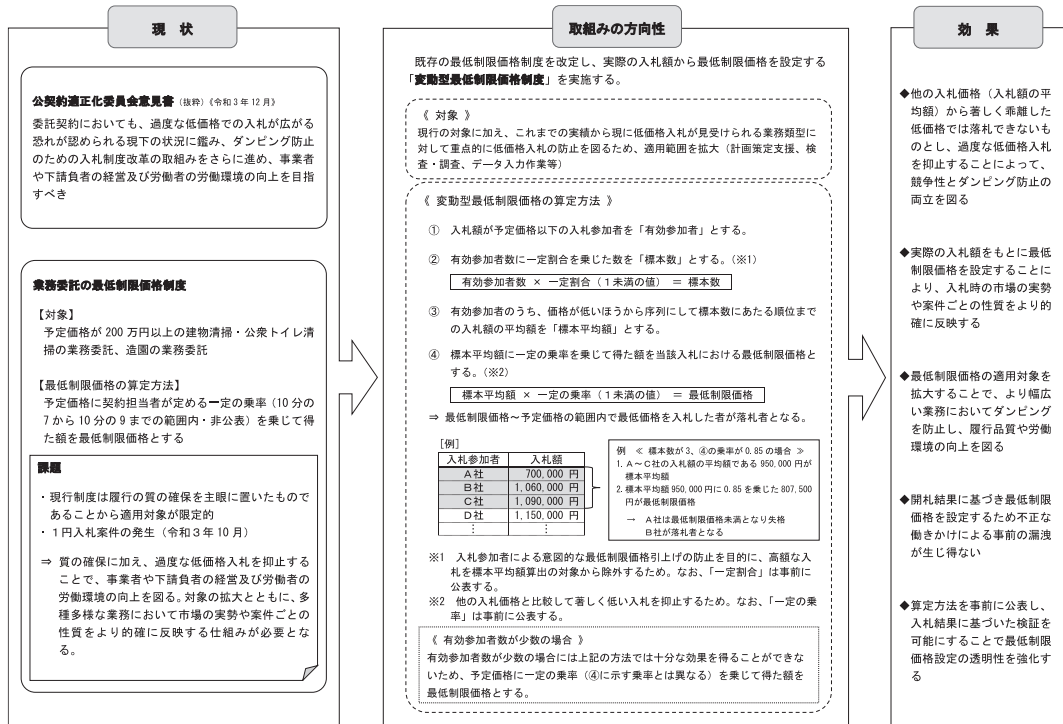 現　状
公契約適正化委員会意見書（抜粋）《令和3年12月》
委託契約においても、過度な低価格での入札が広がる
恐れが認められる現下の状況に鑑み、ダンピング防止
のための入札制度改革の取組みをさらに進め、事業者
や下請負者の経営及び労働者の労働環境の向上を目指
すべき
業務委託の最低制限価格制度
【対象】
予定価格が200万円以上の建物清掃・公衆トイレ清
掃の業務委託、造園の業務委託
【最低制限価格の算定方法】
予定価格に契約担当者が定める一定の乗率（10分の
7から10分の9までの範囲内・非公表）を乗じて得
た額を最低制限価格とする
課題
・現行制度は履行の質の確保を主眼に置いたもので
あることから適用対象が限定的
・1円入札案件の発生（令和3年10月）
⇒ 質の確保に加え、過度な低価格入札を抑止する
ことで、事業者や下請負者の経営及び労働者の
労働環境の向上を図る。対象の拡大とともに、多
種多様な業務において市場の実勢や案件ごとの
性質をより的確に反映する仕組みが必要とな
る。
取組みの方向性
既存の最低制限価格制度を改定し、実際の入札額から最低制限価格を設定する
「変動型最低制限価格制度」を実施する。
《 対象 》
現行の対象に加え、これまでの実績から現に低価格入札が見受けられる業務類型に
対して重点的に低価格入札の防止を図るため、適用範囲を拡大（計画策定支援、検
査・調査、データ入力作業等）
《 変動型最低制限価格の算定方法 》
① 入札額が予定価格以下の入札参加者を「有効参加者」とする。
② 有効参加者数に一定割合を乗じた数を「標本数」とする。（※1）
有効参加者数 × 一定割合（1未満の値） ＝ 標本数
③ 有効参加者のうち、価格が低いほうから序列にして標本数にあたる順位まで
の入札額の平均額を「標本平均額」とする。
④ 標本平均額に一定の乗率を乗じて得た額を当該入札における最低制限価格と
する。（※2）
標本平均額 × 一定の乗率（1未満の値） ＝ 最低制限価格
⇒ 最低制限価格～予定価格の範囲内で最低価格を入札した者が落札者となる。
［例］
入札参加者 入札額
A社 700,000 円
B社 1,060,000 円
C社 1,090,000 円
D社 1,150,000 円
⋮ ⋮
例 ≪ 標本数が3、④の乗率が0.85の場合 ≫
1. A～C社の入札額の平均額である 950,000円が
標本平均額
2. 標本平均額 950,000円に0.85を乗じた 807,500
円が最低制限価格
→ A社は最低制限価格未満となり失格
B社が落札者となる
※1 入札参加者による意図的な最低制限価格引上げの防止を目的に、高額な入
札を標本平均額算出の対象から除外するため。なお、「一定割合」は事前に
公表する。
※2 他の入札価格と比較して著しく低い入札を抑止するため。なお、「一定の乗
率」は事前に公表する。
《 有効参加者数が少数の場合 》
有効参加者数が少数の場合には上記の方法では十分な効果を得ることができな
いため、予定価格に一定の乗率（④に示す乗率とは異なる）を乗じて得た額を
最低制限価格とする。
効　果
◆他の入札価格（入札額の平
均額）から著しく乖離した
低価格では落札できないも
のとし、過度な低価格入札
を抑止することによって、
競争性とダンピング防止の
両立を図る
◆実際の入札額をもとに最低
制限価格を設定することに
より、入札時の市場の実勢
や案件ごとの性質をより的
確に反映する
◆最低制限価格の適用対象を
拡大することで、より幅広
い業務においてダンピング
を防止し、履行品質や労働
環境の向上を図る
◆開札結果に基づき最低制限
価格を設定するため不正な
働きかけによる事前の漏洩
が生じ得ない
◆算定方法を事前に公表し、
入札結果に基づいた検証を
可能にすることで最低制限
価格設定の透明性を強化す
る